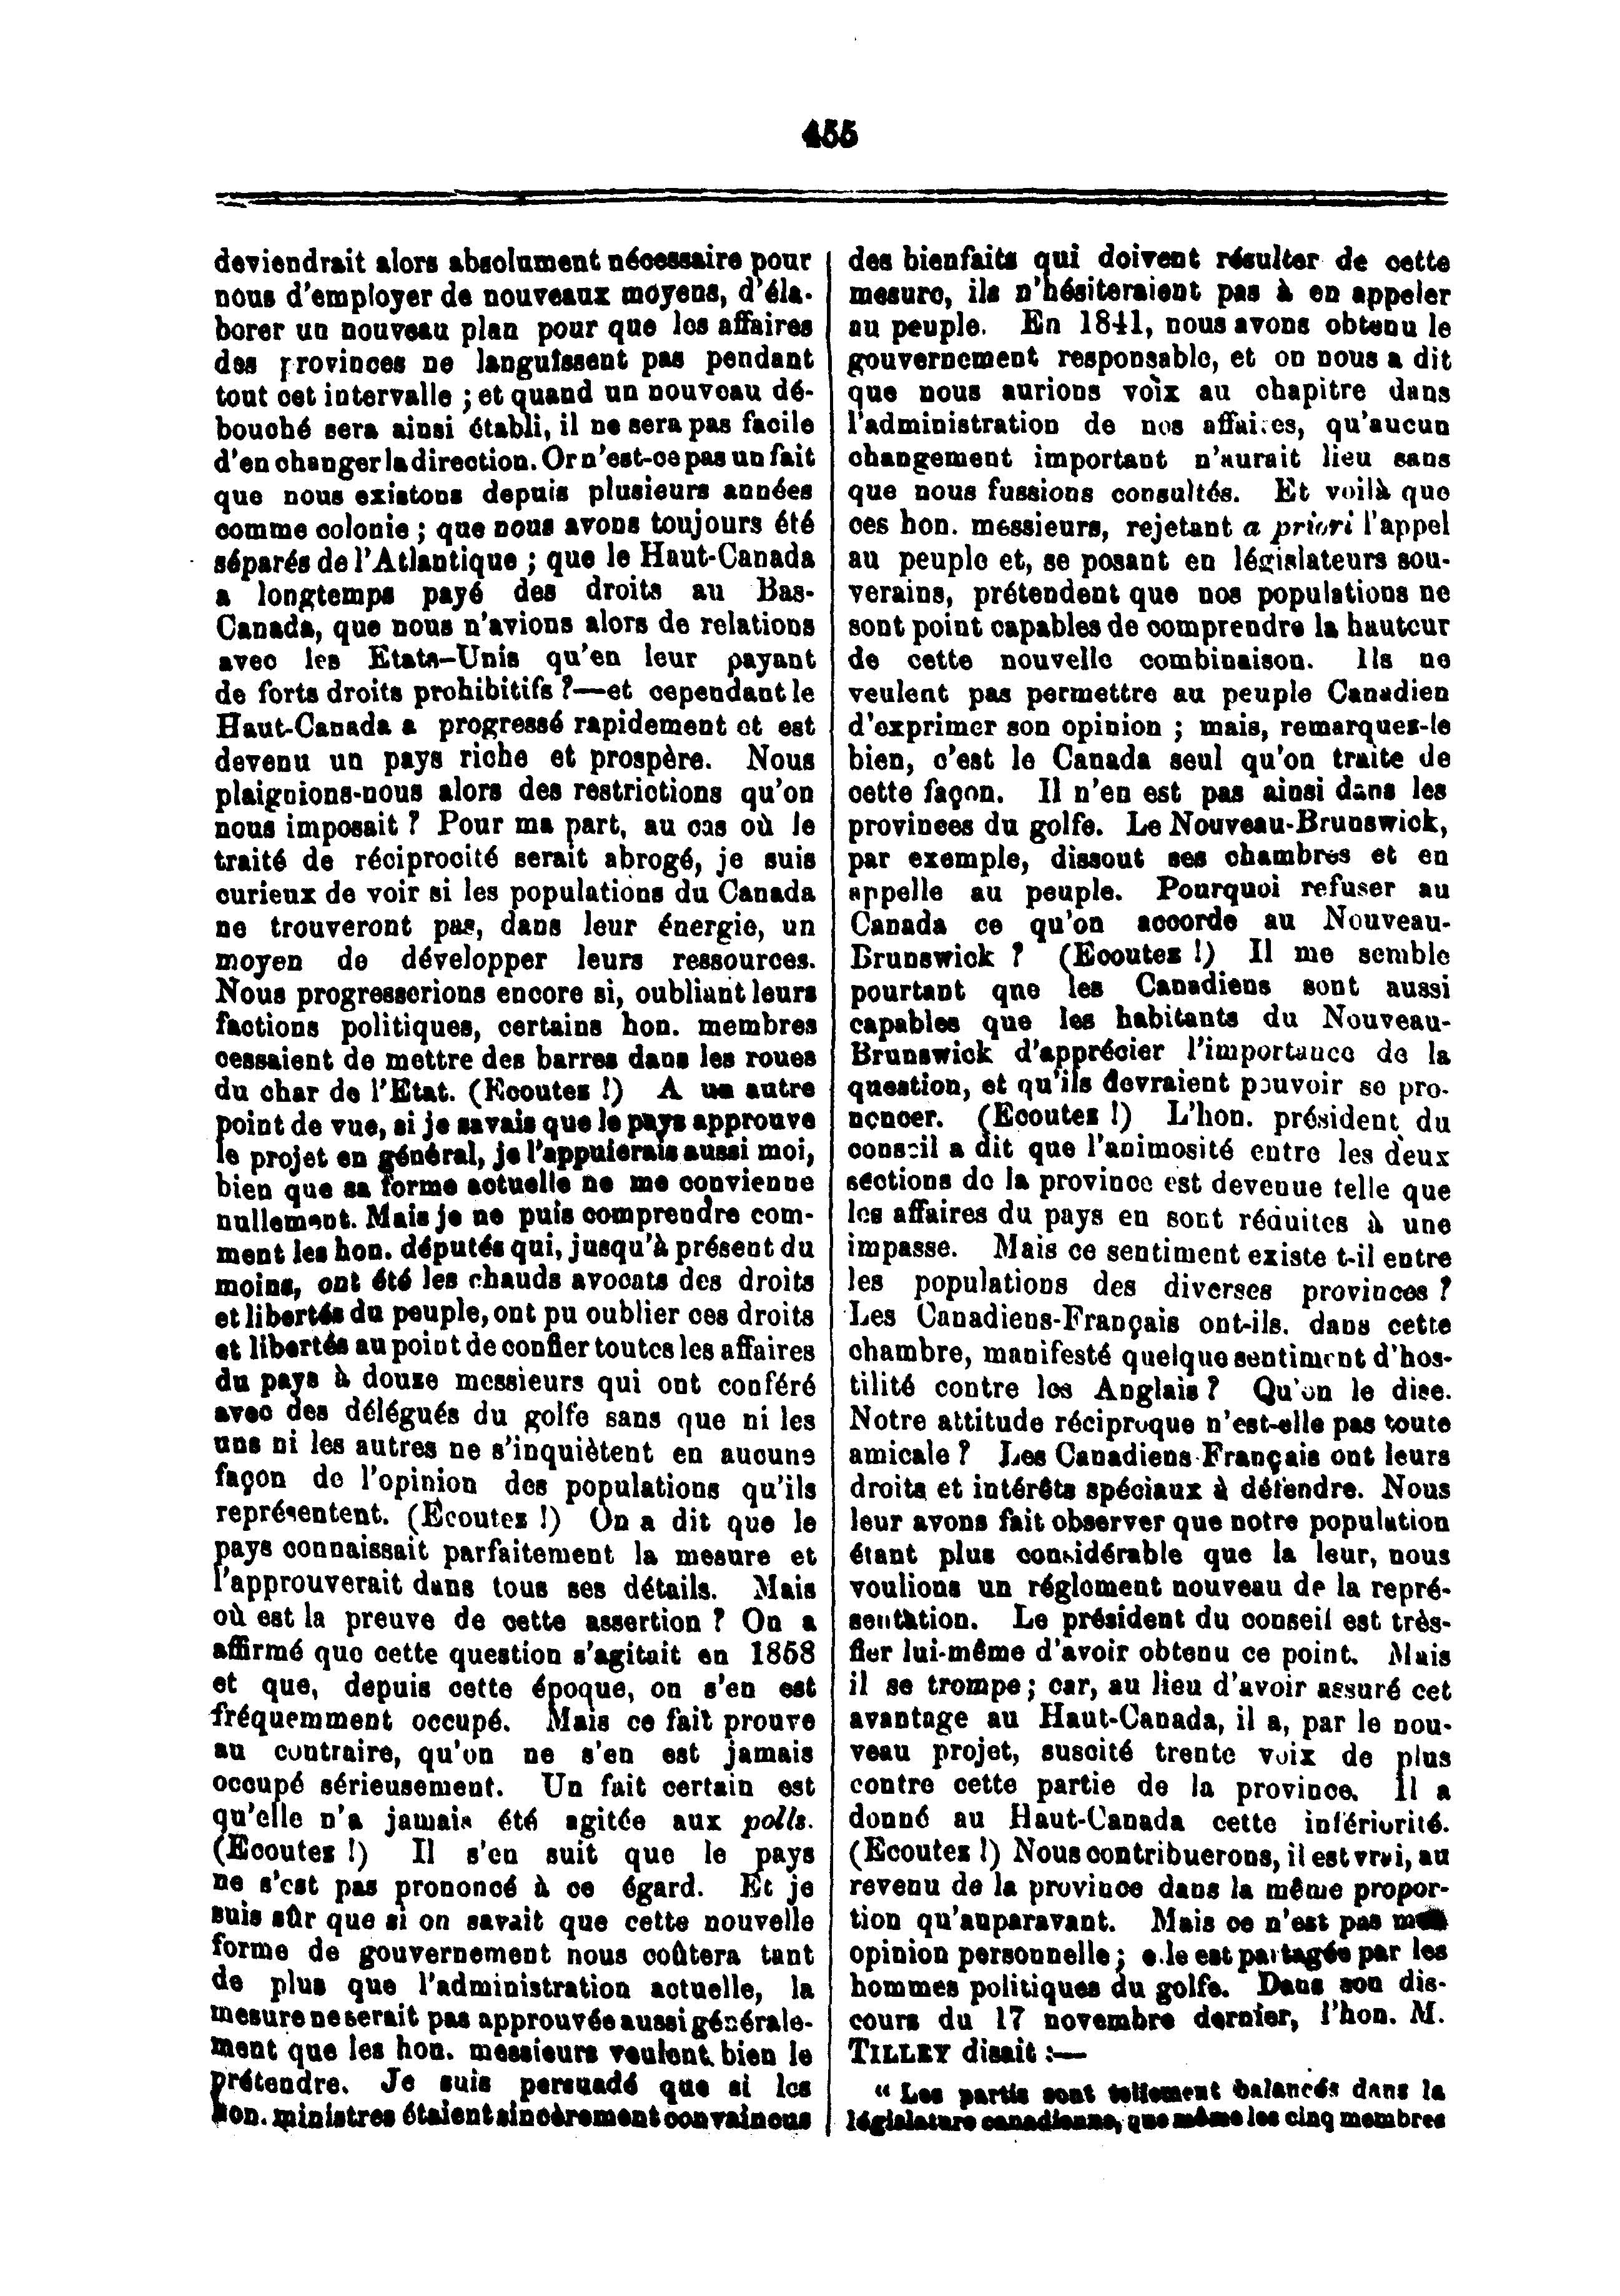 455
deviendrait alors absolument nécessaire pour
nous d'employer de nouveaux moyens, d'éla-
borer un nouveau plan pour que les affaires
des provinces ne languissent pas pendant
tout cet intervalle ; et quand un nouveau dé-
bouché sera ainsi établi, il ne sera pas facile
d'en changer la direction. Or n'est-ce pas un fait
que nous existons depuis plusieurs années
comme colonie ; que nous avons toujours été
séparés de l'Atlantique ; que le Haut-Canada
a longtemps payé des droits au Bas-
Canada, que nous n'avions alors de relations
avec les Etats-Unis qu'en leur payant
de forts droits prohibitifs ?—et cependant le
Haut-Canada a progressé rapidement et est
devenu un pays riche et prospère. Nous
plaignions-nous alors des restrictions qu'on
nous imposait ? Pour ma part, au cas où le
traité de réciprocité serait abrogé, je suis
curieux de voir si les populations du Canada
ne trouveront pas, dans leur énergie, un
moyen de développer leurs ressources.
Nous progresserions encore si, oubliant leurs
factions politiques, certains hon. membres
cessaient de mettre des barres dans les roues
du char de l'Etat. (Ecoutez !) A un autre
point de vue, si je savais que le pays approuve
le projet en général, je l'appuierais aussi moi,
bien que sa forme actuelle ne me convienne
nullement. Mais je ne puis comprendre com-
ment les hon. députés qui, jusqu'à présent du
moins, ont été les chauds avocats des droits
et libertés du peuple, ont pu oublier ces droits
et libertés au point de confier toutes les affaires
du pays à douze messieurs qui ont conféré
avec des délégués du golfe sans que ni les
uns ni les autres ne s'inquiètent en aucune
façon de l'opinion des populations qu'ils
représentent. (Ecoutez !) On a dit que le
pays connaissait parfaitement la mesure et
l'approuverait dans tous ses détails. Mais
où est la preuve de cette assertion ? On a
affirmé que cette question s'agitait en 1858
et que, depuis cette époque, on s'en est
fréquemment occupé. Mais ce fait prouve
au contraire, qu'on ne s'en est jamais
occupé sérieusement. Un fait certain est
qu'elle n'a jamais été agitée aux polls.
(Ecoutez !) Il s'en suit que le pays
ne s'est pas prononcé à ce égard. Et je
suis sûr que si on savait que cette nouvelle
forme de gouvernement nous coûtera tant
de plus que l'administration actuelle, la
mesure ne serait pas approuvée aussi générale-
ment que les hon. messieurs veulent bien le
prétendre. Je suis persuadé que si les
hon. ministres étaient sincèrement convaincus
des bienfaits qui doivent résulter de cette
mesure, ils n'hésiteraient pas à en appeler
au peuple. En 1841, nous avons obtenu le
gouvernement responsable, et on nous a dit
que nous aurions voix au chapitre dans
l'administration de nos affaires, qu'aucun
changement important n'aurait lieu sans
que nous fussions consultés. Et voilà que
ces hon. messieurs, rejetant a priori l'appel
au peuple et, se posant en législateurs sou-
verains, prétendent que nos populations ne
sont point capables de comprendre la hauteur
de cette nouvelle combinaison. Ils ne
veulent pas permettre au peuple Canadien
d'exprimer son opinion ; mais, remarquez-le
bien, c'est le Canada seul qu'on traite de
cette façon. Il n'en est pas ainsi dans les
provinces du golfe. Le Nouveau-Brunswick,
par exemple, dissout ses chambres et en
appelle au peuple. Pourquoi refuser au
Canada ce qu'on accorde au Nouveau-
Brunswick ? (Ecoutez !) Il me semble
pourtant qne les Canadiens sont aussi
capables que les habitants du Nouveau-
Brunswick d'apprécier l'importance de la
question, et qu'ils devraient pouvoir se pro-
noncer. (Ecoutez !) L'hon. président du
conseil a dit que l'animosité entre les deux
sections de la province est devenue telle que
les affaires du pays en sont réduites à une
impasse. Mais ce sentiment existe t-il entre
les populations des diverses provinces ?
Les Canadiens-Français ont-ils. dans cette
chambre, manifesté quelque sentiment d'hos-
tilité contre les Anglais ? Qu'on le dise.
Notre attitude réciproque n'est-elle pas toute
amicale ? Les Canadiens-Français ont leurs
droits et intérêts spéciaux à défendre. Nous
leur avons fait observer que notre population
étant plus considérable que la leur, nous
voulions un réglement nouveau de la repré-
sentation. Le président du conseil est très-
fier lui-même d'avoir obtenu ce point. Mais
il se trompe ; car, au lieu d'avoir assuré cet
avantage au Haut-Canada, il a, par le nou-
veau projet, suscité trente voix de plus
contre cette partie de la province. Il a
donné au Haut-Canada cette infériorité.
(Ecoutez !) Nous contribuerons, il est vrai, au
revenu de la province dans la même propor-
tion qu'auparavant. Mais ce n'est pas mon
opinion personnelle ; elle est partagée par les
hommes politiques du golfe. Dans son dis-
cours du 17 novembre dernier, l'hon. M.
TILLEY disait :—
" Les partis sont tellement balancés dans la
législature canadienne, que même les cinq membres